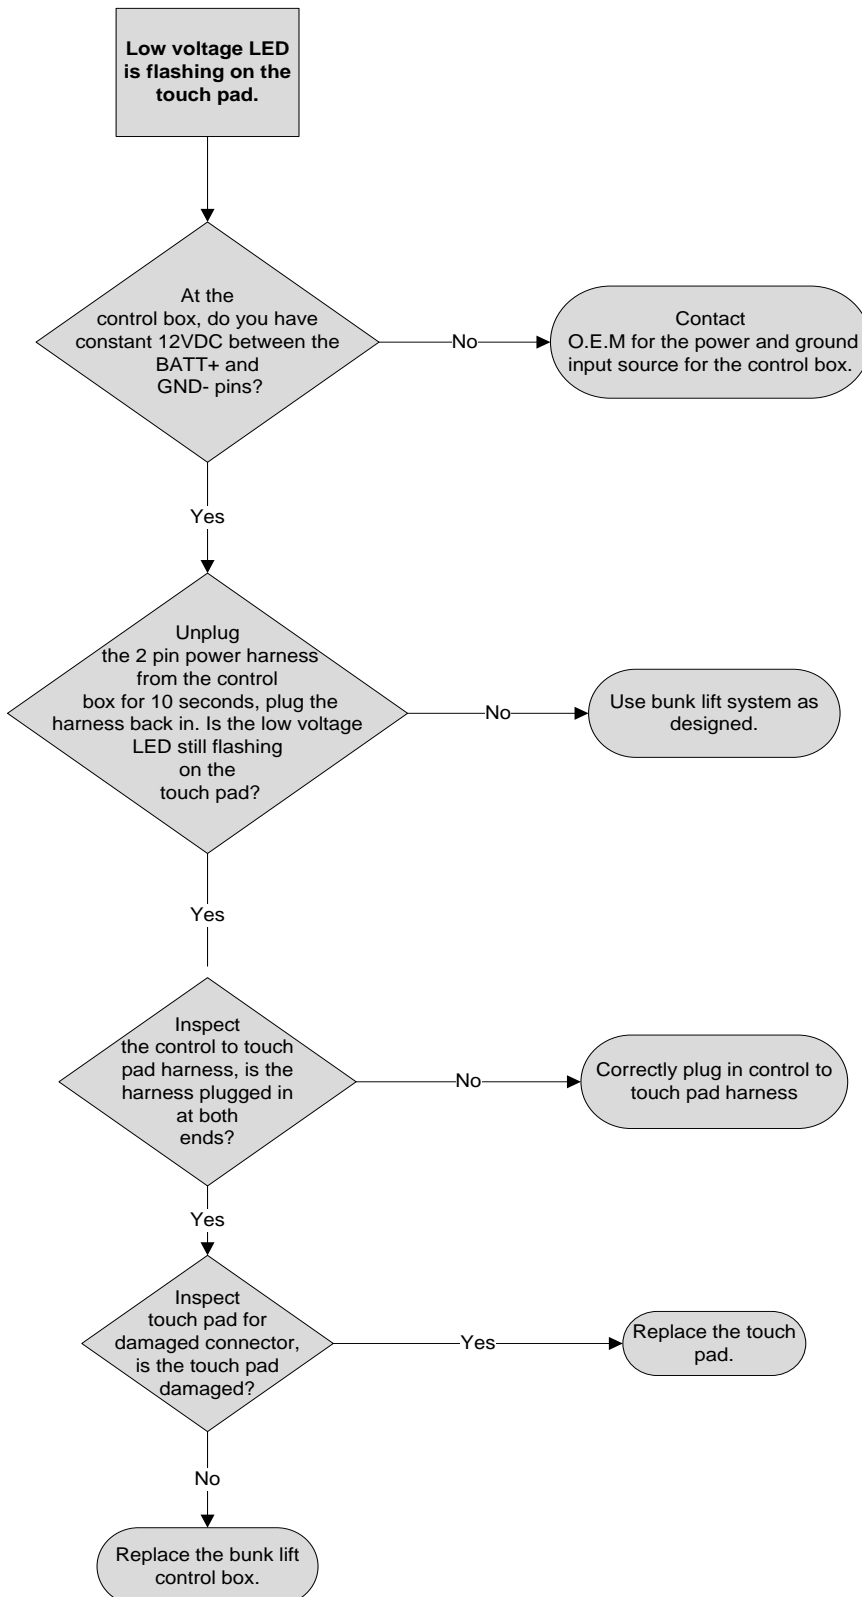 Low voltage LED
is flashing on the
touch pad.
At the
control box, do you have
constant 12VDC between the
BATT+ and
GND- pins?
No
Contact
O.E.M for the power and ground
input source for the control box.
Yes
Unplug
the 2 pin power harness
from the control
box for 10 seconds, plug the
harness back in. Is the low voltage
LED still flashing
on the
touch pad?
No
Use bunk lift system as
designed.
Yes
Inspect
the control to touch
pad harness, is the
harness plugged in
at both
ends?
No
Correctly plug in control to
touch pad harness
Yes
Inspect
touch pad for
damaged connector,
is the touch pad
damaged?
Yes
Replace the touch
pad.
No
Replace the bunk lift
control box.